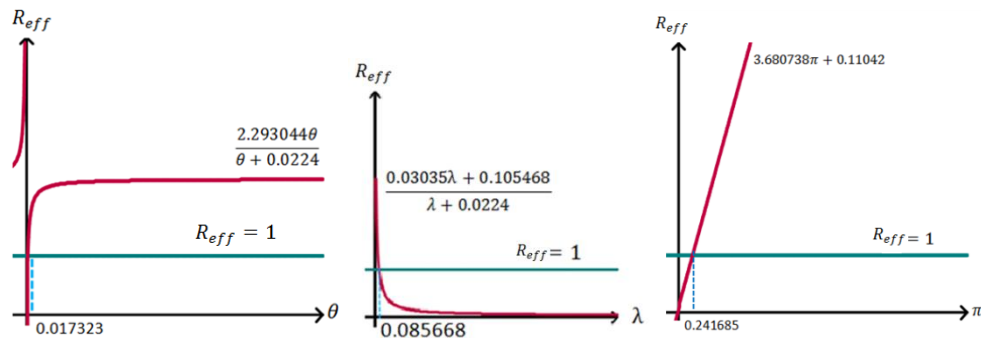 R_eff
2.293044θ
θ + 0.0224
R_eff = 1
0.017323
θ
R_eff
0.03035λ + 0.105468
λ + 0.0224
R_eff = 1
0.085668
λ
R_eff
3.680738π + 0.11042
R_eff = 1
0.241685
π